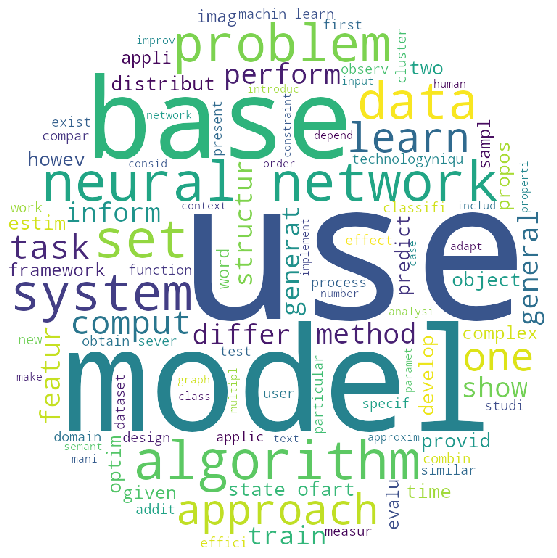 imag
machin learn
first
improv
appli
problem
cluster
distribut
perform
observ
two
introduc
input
human
exist
network
base
data
compar
present
constraint
depend
sampl
howev
consid
order
learn
technologyniqu
properti
neural
network
propos
work
context
nclud
inform
structur
generat
classifi
estim
set
word
use
effect
implement
adapt
case
predict
general
task
framework
function
process
object
system
number
analysi
new
comput
differ
method
complex
one
obtain
sever
test
model
make
featur
dataset
graph
class
multipl
user
particular
paramet
develop
show
specif
studi
domain
design
applic
text
approxim
provid
semant
mani
optim
algorithm
combin
similar
given
state ofart
evalu
time
addit
approach
train
measur
effici